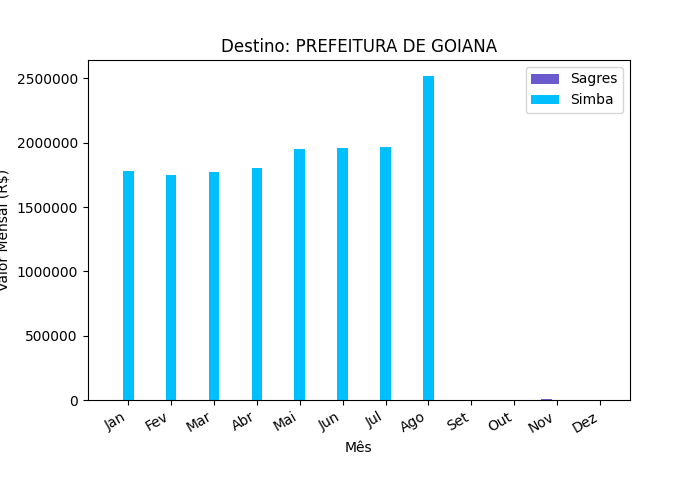 Destino: PREFEITURA DE GOIANA
Sagres
Simba
2500000
2000000
1500000
1000000
500000
0
Valor Mensal (R$)
Jan Fev Mar Abr Mai Jun Jul Ago Set Out Nov Dez
Mês